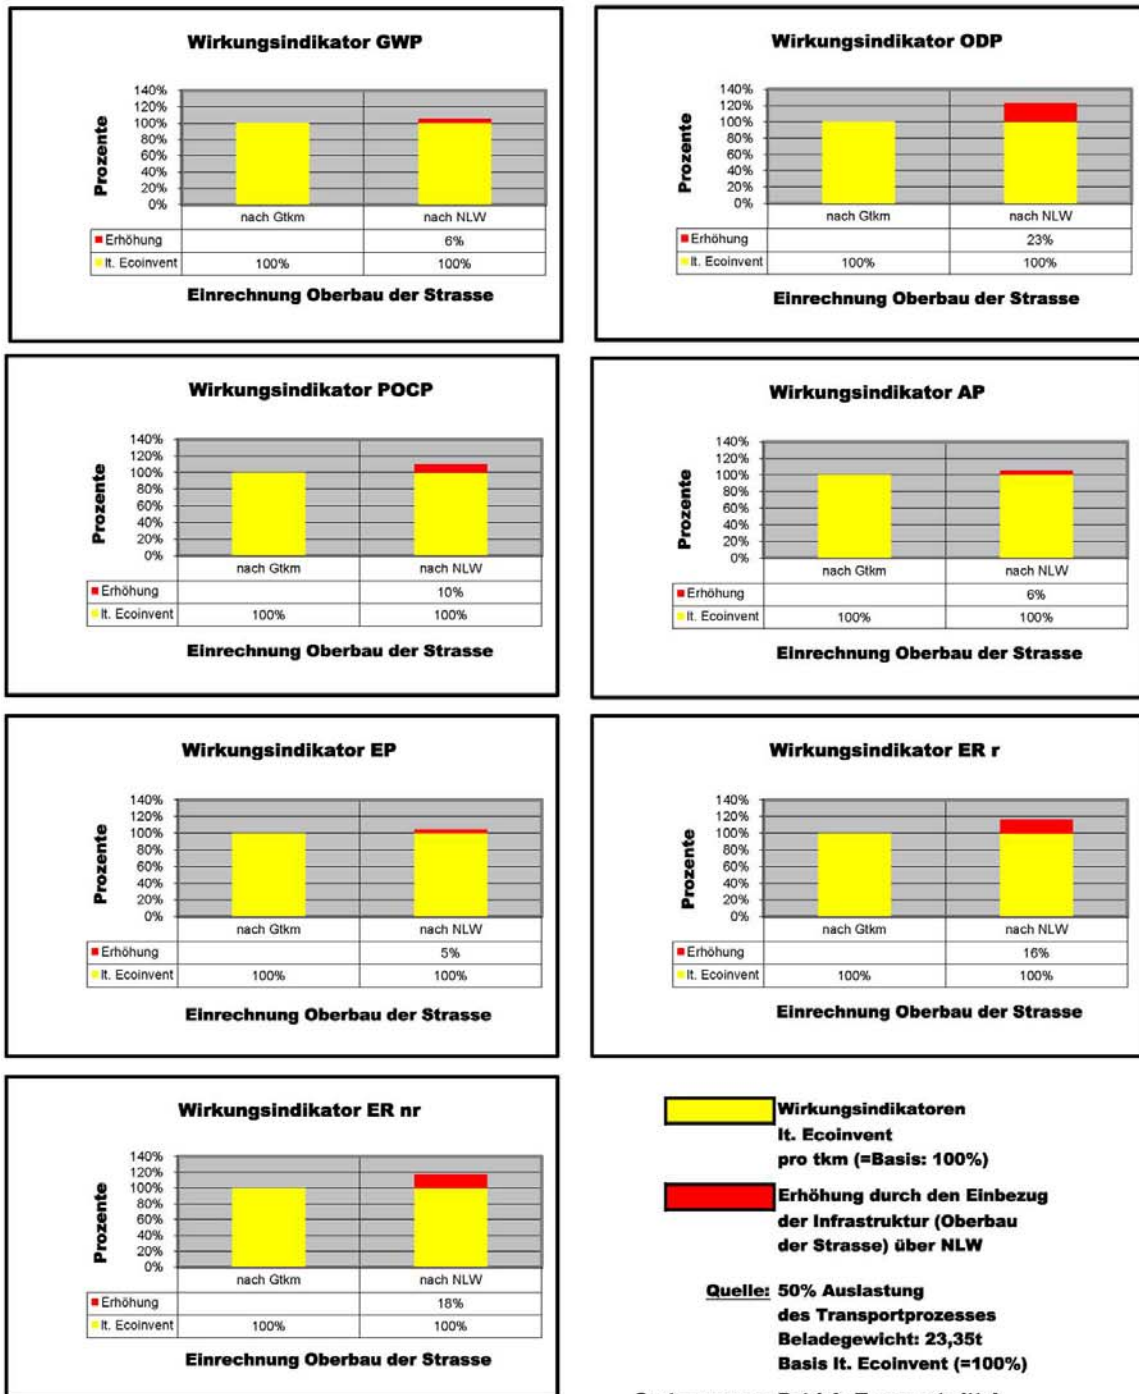 Wirkungsindikator GWP
Prozente
140%
120%
100%
80%
60%
40%
20%
0%
nach Gtkm nach NLW
Erhöhung 6%
lt. Ecoinvent 100% 100%
Einrechnung Oberbau der Strasse
Wirkungsindikator ODP
Prozente
140%
120%
100%
80%
60%
40%
20%
0%
nach Gtkm nach NLW
Erhöhung 23%
lt. Ecoinvent 100% 100%
Einrechnung Oberbau der Strasse
Wirkungsindikator POCP
Prozente
140%
120%
100%
80%
60%
40%
20%
0%
nach Gtkm nach NLW
Erhöhung 10%
lt. Ecoinvent 100% 100%
Einrechnung Oberbau der Strasse
Wirkungsindikator AP
Prozente
140%
120%
100%
80%
60%
40%
20%
0%
nach Gtkm nach NLW
Erhöhung 6%
lt. Ecoinvent 100% 100%
Einrechnung Oberbau der Strasse
Wirkungsindikator EP
Prozente
140%
120%
100%
80%
60%
40%
20%
0%
nach Gtkm nach NLW
Erhöhung 5%
lt. Ecoinvent 100% 100%
Einrechnung Oberbau der Strasse
Wirkungsindikator ER r
Prozente
140%
120%
100%
80%
60%
40%
20%
0%
nach Gtkm nach NLW
Erhöhung 16%
lt. Ecoinvent 100% 100%
Einrechnung Oberbau der Strasse
Wirkungsindikator ER nr
Prozente
140%
120%
100%
80%
60%
40%
20%
0%
nach Gtkm nach NLW
Erhöhung 18%
lt. Ecoinvent 100% 100%
Einrechnung Oberbau der Strasse
Wirkungsindikatoren
lt. Ecoinvent
pro tkm (=Basis: 100%)
Erhöhung durch den Einbezug
der Infrastruktur (Oberbau
der Strasse) über NLW
Quelle: 50% Auslastung
des Transportprozesses
Beladegewicht: 23,35t
Basis lt. Ecoinvent (=100%)